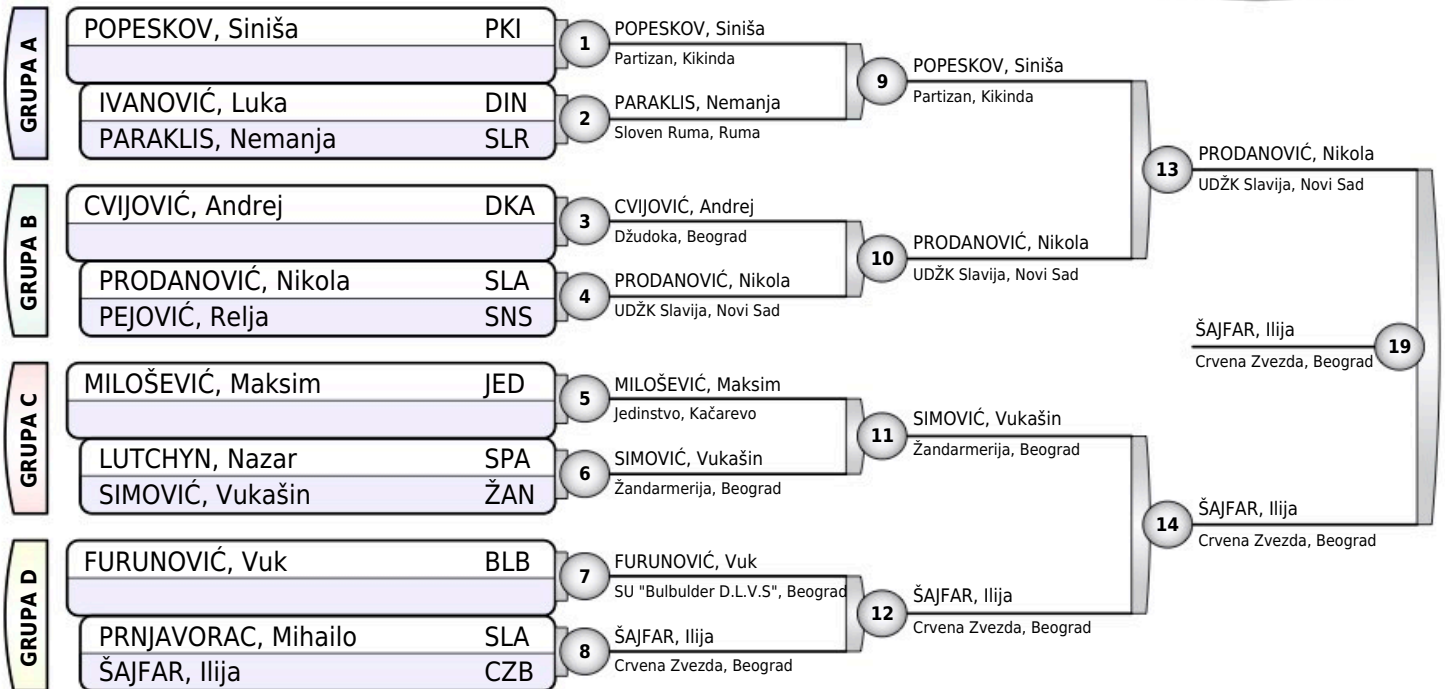 GRUPA A
POPESKOV, Siniša PKI
IVANOVIĆ, Luka DIN
PARAKLIS, Nemanja SLR
GRUPA B
CVIJOVIĆ, Andrej DKA
PRODANOVIĆ, Nikola SLA
PEJOVIĆ, Relja SNS
GRUPA C
MILOŠEVIĆ, Maksim JED
LUTCHYN, Nazar SPA
SIMOVIĆ, Vukašin ŽAN
GRUPA D
FURUNOVIĆ, Vuk BLB
PRNJAVORAC, Mihailo SLA
ŠAJFAR, Ilija CZB
1
POPESKOV, Siniša
Partizan, Kikinda
2
PARAKLIS, Nemanja
Sloven Ruma, Ruma
3
CVIJOVIĆ, Andrej
Džudoka, Beograd
4
PRODANOVIĆ, Nikola
UDŽK Slavija, Novi Sad
5
MILOŠEVIĆ, Maksim
Jedinstvo, Kačarevo
6
SIMOVIĆ, Vukašin
Žandarmerija, Beograd
7
FURUNOVIĆ, Vuk
SU "Bulbulder D.L.V.S", Beograd
8
ŠAJFAR, Ilija
Crvena Zvezda, Beograd
9
POPESKOV, Siniša
Partizan, Kikinda
10
PRODANOVIĆ, Nikola
UDŽK Slavija, Novi Sad
11
SIMOVIĆ, Vukašin
Žandarmerija, Beograd
12
ŠAJFAR, Ilija
Crvena Zvezda, Beograd
13
PRODANOVIĆ, Nikola
UDŽK Slavija, Novi Sad
14
ŠAJFAR, Ilija
Crvena Zvezda, Beograd
ŠAJFAR, Ilija
Crvena Zvezda, Beograd
19